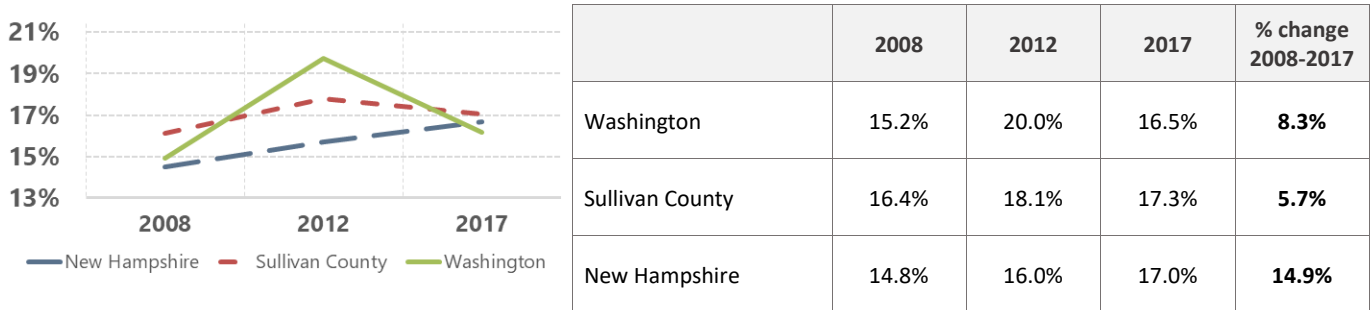 21%
19%
17%
15%
13%
2008 2012 2017
New Hampshire Sullivan County Washington
2008 2012 2017 % change
2008-2017
Washington 15.2% 20.0% 16.5% 8.3%
Sullivan County 16.4% 18.1% 17.3% 5.7%
New Hampshire 14.8% 16.0% 17.0% 14.9%